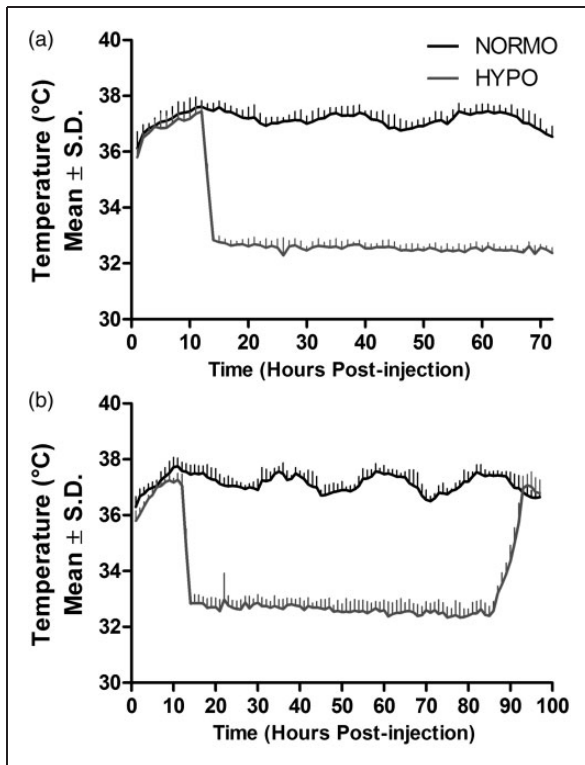 (a)
NORMO
HYPO
Temperature (°C)
Mean ± S.D.
40
38
36
34
32
30
0 10 20 30 40 50 60 70
Time (Hours Post-injection)
(b)
Temperature (°C)
Mean ± S.D.
40
38
36
34
32
30
0 10 20 30 40 50 60 70 80 90 100
Time (Hours Post-injection)